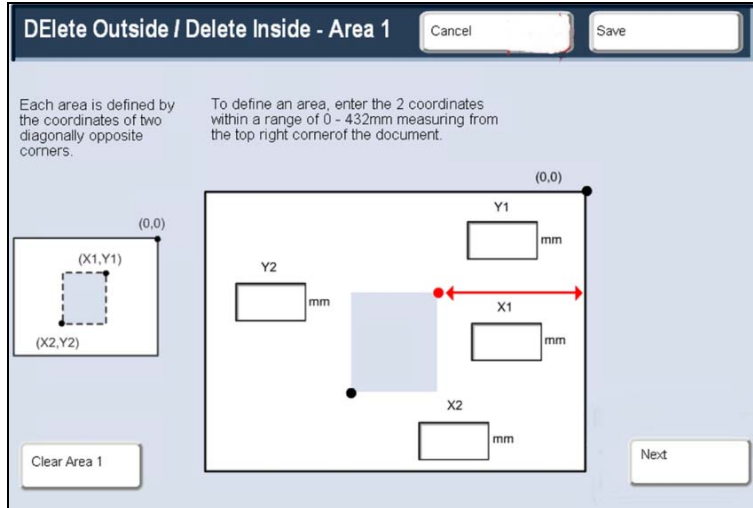 DElete Outside / Delete Inside - Area 1
Cancel
Save
Each area is defined by
the coordinates of two
diagonally opposite
corners.
To define an area, enter the 2 coordinates
within a range of 0 - 432mm measuring from
the top right cornerof the document.
(0,0)
(X1,Y1)
(X2,Y2)
(0,0)
Y1
mm
Y2
mm
X1
mm
X2
mm
Clear Area 1
Next